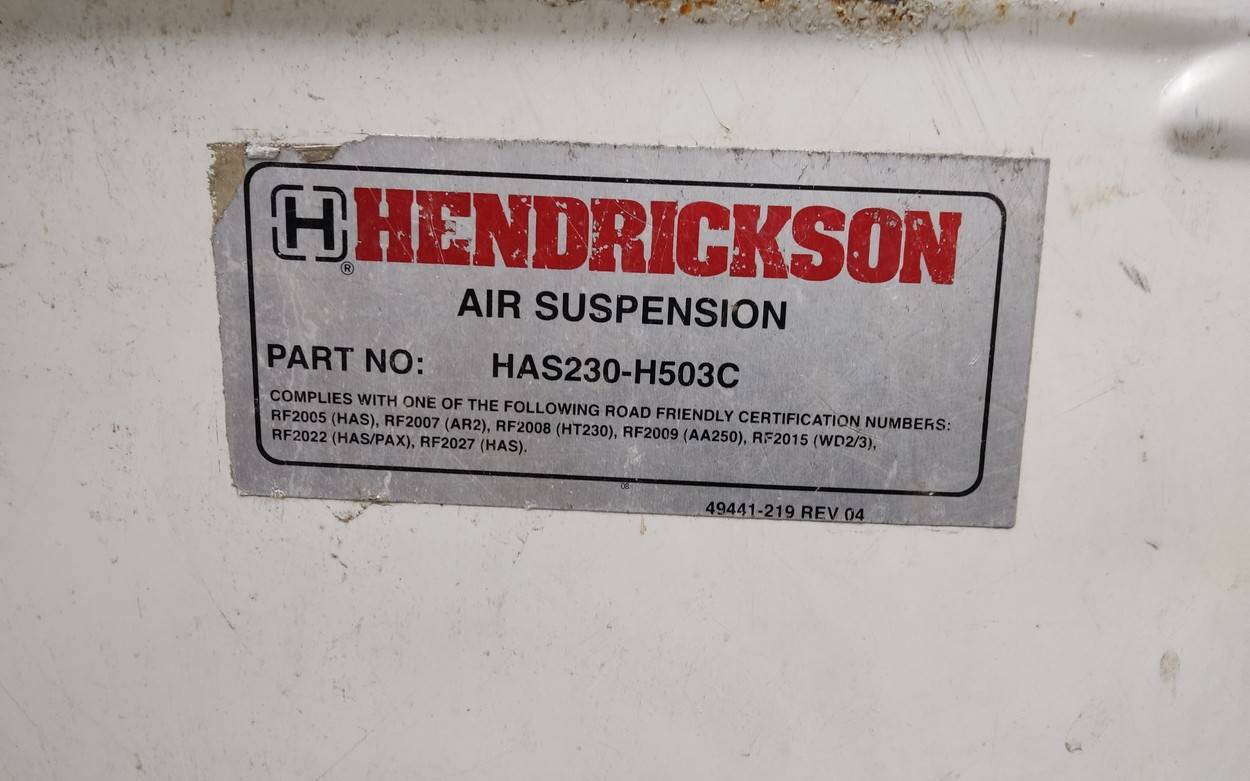 H HENDRICKSON
®
AIR SUSPENSION
PART NO: HAS230-H503C
COMPLIES WITH ONE OF THE FOLLOWING ROAD FRIENDLY CERTIFICATION NUMBERS:
RF2005 (HAS), RF2007 (AR2), RF2008 (HT230), RF2009 (AA250), RF2015 (WD2/3),
RF2022 (HAS/PAX), RF2027 (HAS).
08
49441-219 REV 04